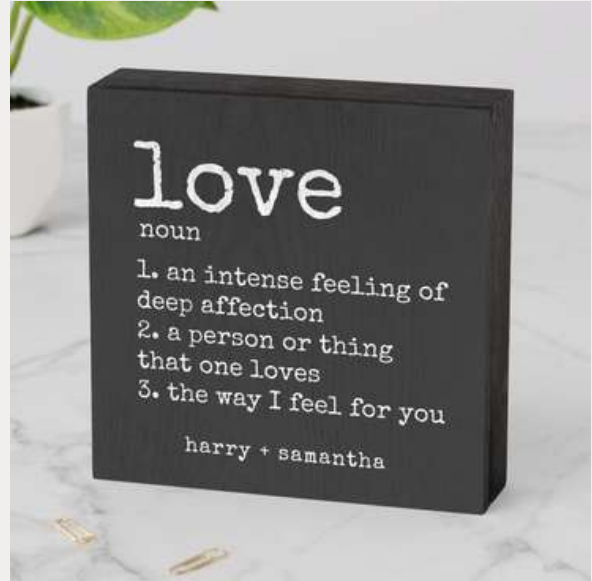 love
noun
1. an intense feeling of
deep affection
2. a person or thing
that one loves
3. the way I feel for you
harry + samantha